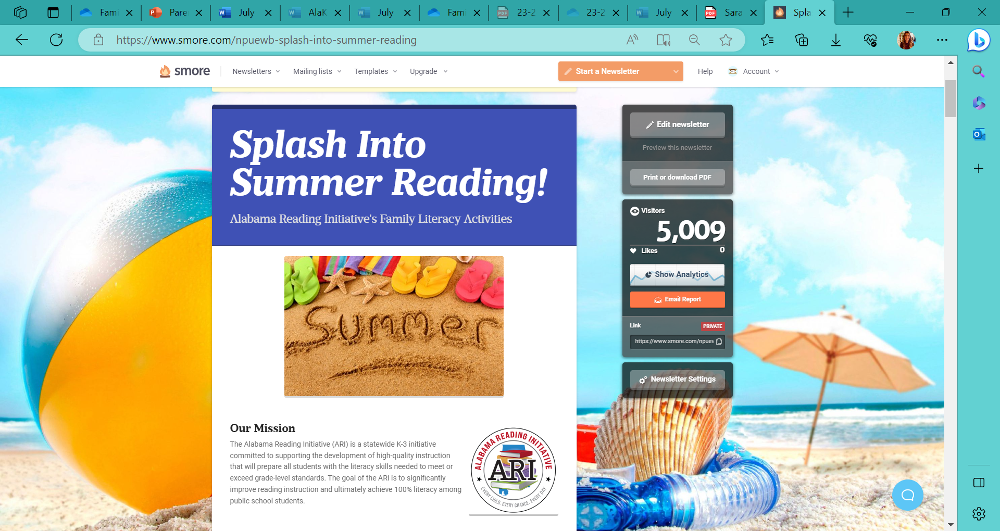 Fami
Pare
July
AlaK
July
Fami
23-2
23-2
July
Sara
Spla
https://www.smore.com/npuewb-splash-into-summer-reading
smore
Newsletters
Mailing lists
Templates
Upgrade
Start a Newsletter
Help
Account
Splash Into
Summer Reading!
Alabama Reading Initiative's Family Literacy Activities
Summer
Our Mission
The Alabama Reading Initiative (ARI) is a statewide K-3 initiative
committed to supporting the development of high-quality instruction
that will prepare all students with the literacy skills needed to meet or
exceed grade-level standards. The goal of the ARI is to significantly
improve reading instruction and ultimately achieve 100% literacy among
public school students.
ALABAMA READING INITIATIVE
ARI
EVERY CHILD. EVERY CHANCE. EVERY DAY
Edit newsletter
Preview this newsletter
Print or download PDF
Visitors
5,009
Likes 0
Show Analytics
Email Report
Link PRIVATE
https://www.smore.com/npuew
Newsletter Settings